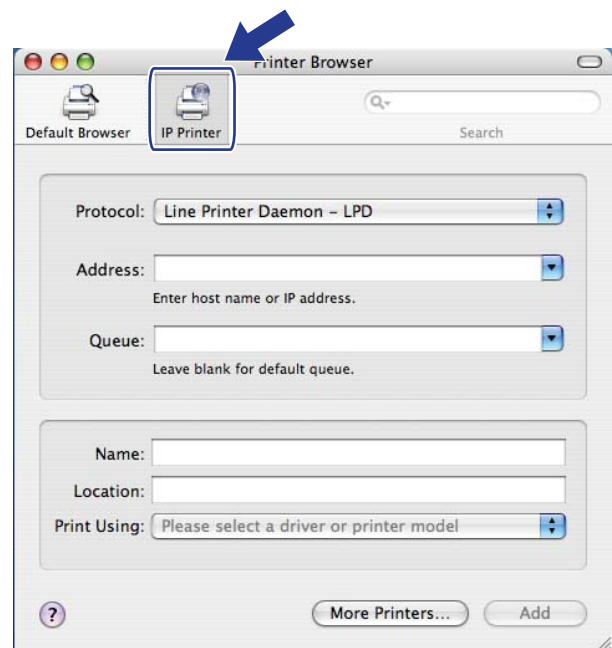 Printer Browser
Default Browser
IP Printer
Search
Protocol: Line Printer Daemon – LPD
Address:
Enter host name or IP address.
Queue:
Leave blank for default queue.
Name:
Location:
Print Using: Please select a driver or printer model
? More Printers... Add